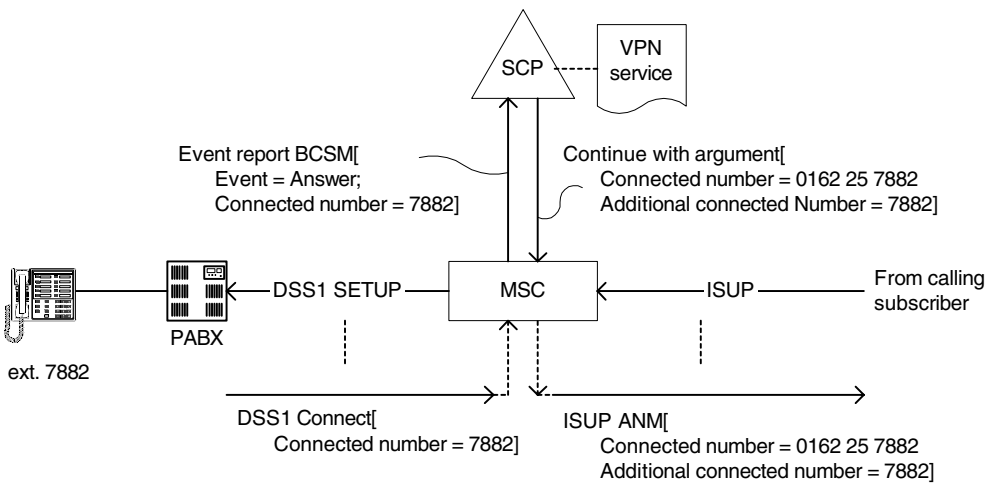 SCP
VPN
service
Event report BCSM[
Event = Answer;
Connected number = 7882]
Continue with argument[
Connected number = 0162 25 7882
Additional connected Number = 7882]
DSS1 SETUP
MSC
ISUP
From calling
subscriber
PABX
ext. 7882
DSS1 Connect[
Connected number = 7882]
ISUP ANM[
Connected number = 0162 25 7882
Additional connected number = 7882]